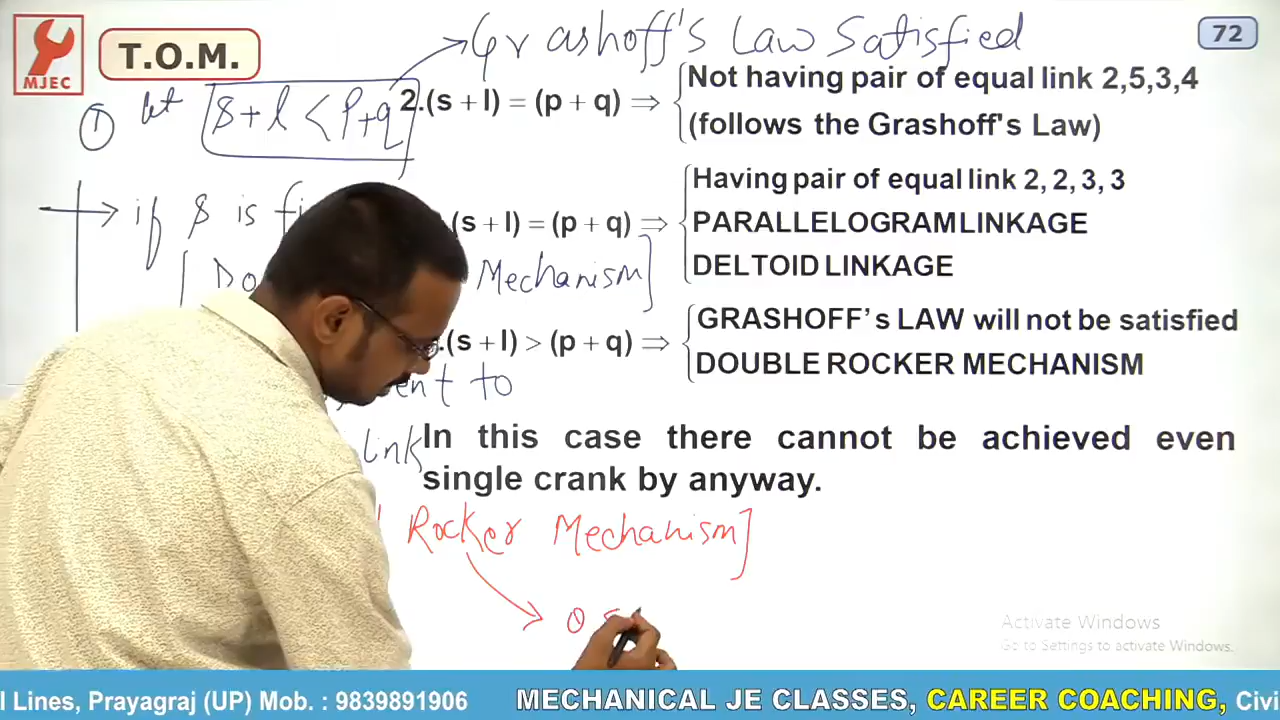 MJEC
T.O.M.
72
Grashoff's Law Satisfied
① let s+l < p+q
2.(s + l) = (p + q) ⇒
Not having pair of equal link 2,5,3,4
(follows the Grashoff's Law)
→ if s is fi
[ Do Mechanism]
.(s + l) = (p + q) ⇒
Having pair of equal link 2, 2, 3, 3
PARALLELOGRAM LINKAGE
DELTOID LINKAGE
.(s + l) > (p + q) ⇒
GRASHOFF's LAW will not be satisfied
DOUBLE ROCKER MECHANISM
ent to
link
In this case there cannot be achieved even
single crank by anyway.
Rocker Mechanism]
Activate Windows
Go to Settings to activate Windows.
l Lines, Prayagraj (UP) Mob. : 9839891906 MECHANICAL JE CLASSES, CAREER COACHING, Civi